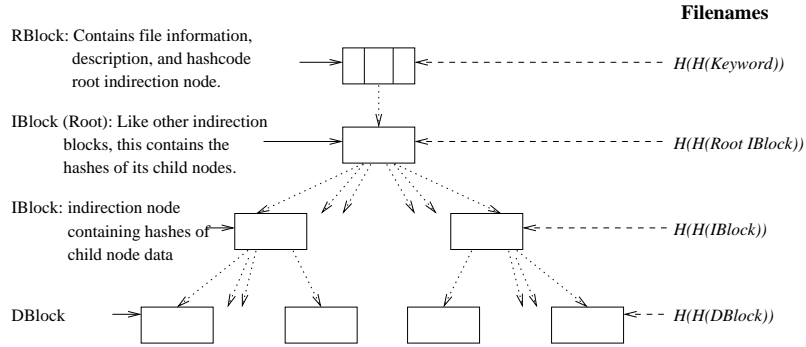 Filenames
RBlock: Contains file information,
description, and hashcode
root indirection node.
H(H(Keyword))
IBlock (Root): Like other indirection
blocks, this contains the
hashes of its child nodes.
H(H(Root IBlock))
IBlock: indirection node
containing hashes of
child node data
H(H(IBlock))
DBlock
H(H(DBlock))